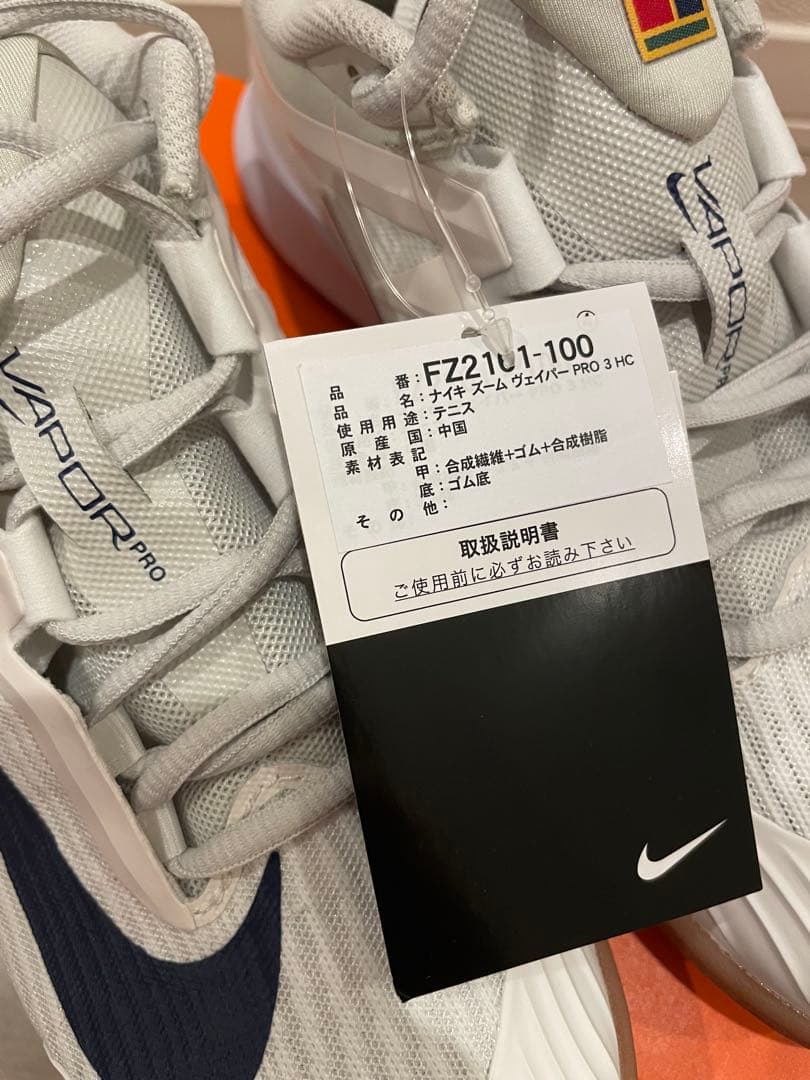 VAPOR
PRO
VAPOR
PRO
品番：FZ2161-100
品名：ナイキ ズーム ヴェイパー PRO 3 HC
使用用途：テニス
原産国：中国
素材表記
甲：合成繊維+ゴム+合成樹脂
底：ゴム底
その他：
取扱説明書
ご使用前に必ずお読み下さい